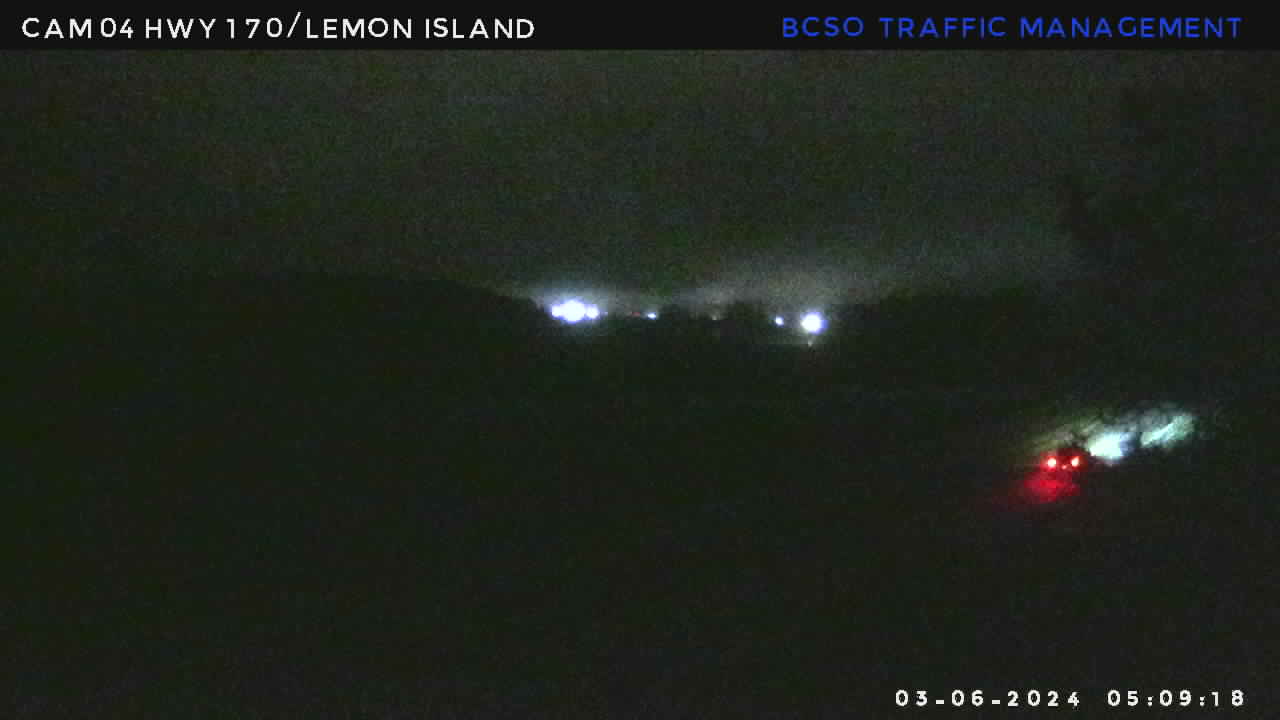 CAM04 HWY 170/LEMON ISLAND
BCSO TRAFFIC MANAGEMENT
03-06-2024 05:09:18